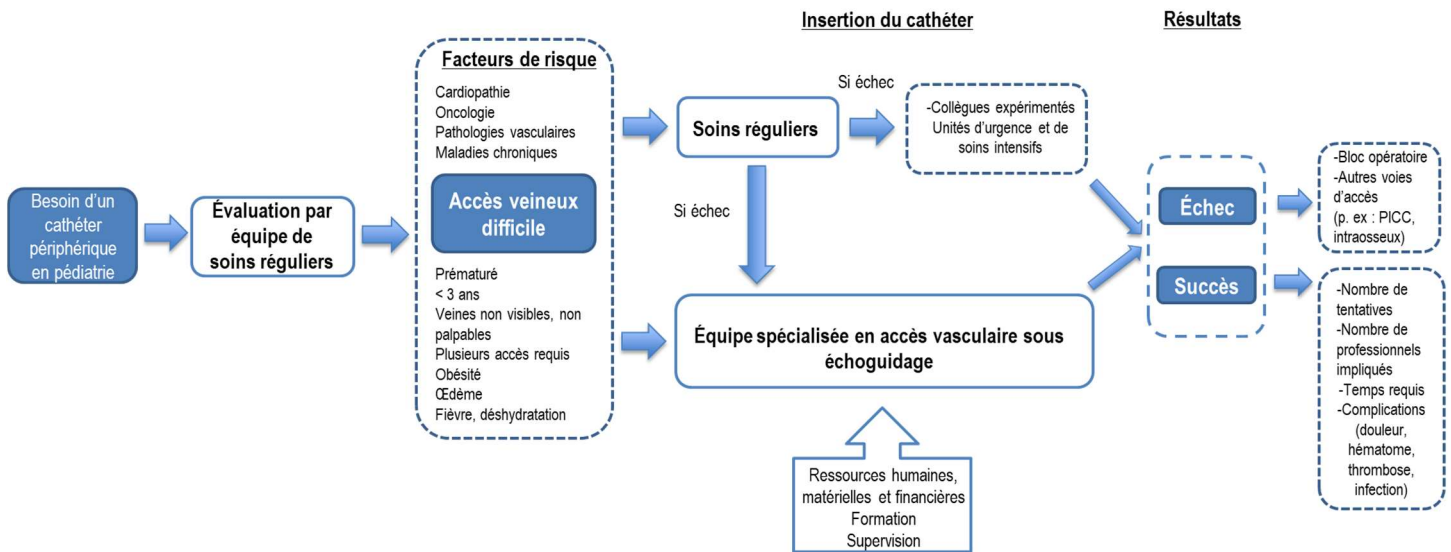 Besoin d'un
cathéter
périphérique
en pédiatrie
Évaluation par
équipe de
soins réguliers
Facteurs de risque
Cardiopathie
Oncologie
Pathologies vasculaires
Maladies chroniques
Accès veineux
difficile
Prématuré
< 3 ans
Veines non visibles, non
palpables
Plusieurs accès requis
Obésité
Œdème
Fièvre, déshydratation
Insertion du cathéter
Soins réguliers
Si échec
-Collègues expérimentés
Unités d'urgence et de
soins intensifs
Si échec
Équipe spécialisée en accès vasculaire sous
échoguidage
Ressources humaines,
matérielles et financières
Formation
Supervision
Résultats
Échec
Succès
-Bloc opératoire
-Autres voies
d'accès
(p. ex : PICC,
intraosseux)
-Nombre de
tentatives
-Nombre de
professionnels
impliqués
-Temps requis
-Complications
(douleur,
hématome,
thrombose,
infection)